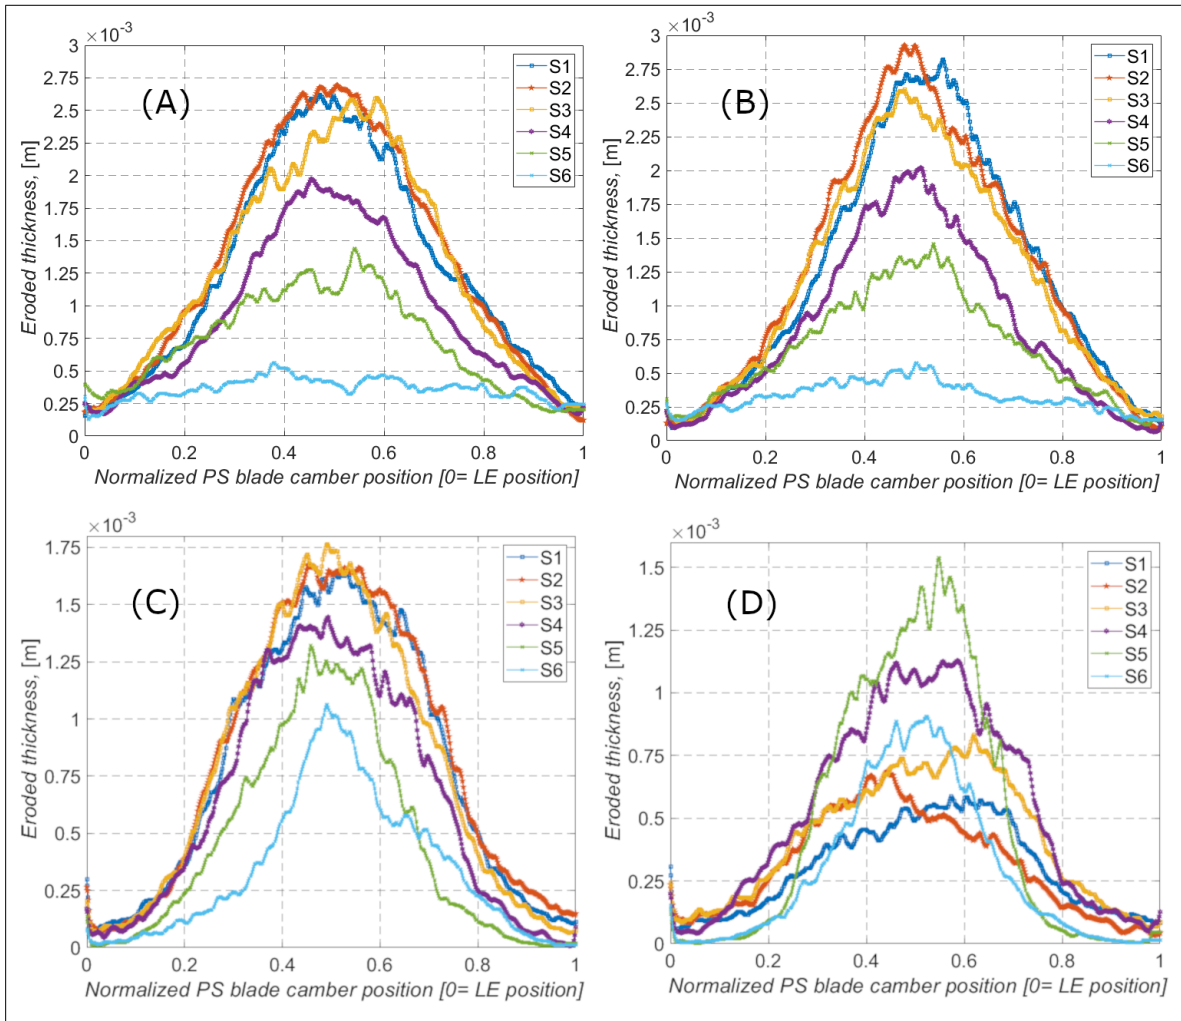 ×10-3
3
2.75
2.5
2.25
2
1.75
1.5
1.25
1
0.75
0.5
0.25
0
0 0.2 0.4 0.6 0.8 1
Eroded thickness, [m]
Normalized PS blade camber position [0= LE position]
(A)
S1
S2
S3
S4
S5
S6
×10-3
3
2.75
2.5
2.25
2
1.75
1.5
1.25
1
0.75
0.5
0.25
0
0 0.2 0.4 0.6 0.8 1
Eroded thickness, [m]
Normalized PS blade camber position [0= LE position]
(B)
S1
S2
S3
S4
S5
S6
×10-3
1.75
1.5
1.25
1
0.75
0.5
0.25
0
0 0.2 0.4 0.6 0.8 1
Eroded thickness, [m]
Normalized PS blade camber position [0= LE position]
(C)
S1
S2
S3
S4
S5
S6
×10-3
1.5
1.25
1
0.75
0.5
0.25
0
0 0.2 0.4 0.6 0.8 1
Eroded thickness, [m]
Normalized PS blade camber position [0= LE position]
(D)
S1
S2
S3
S4
S5
S6